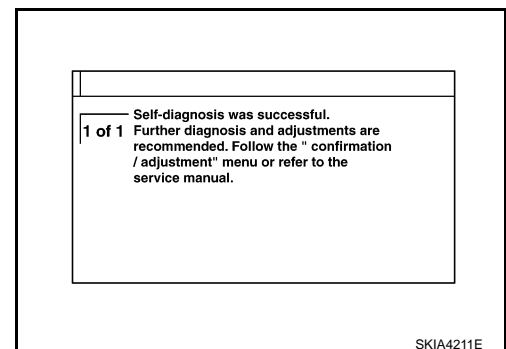 Self-diagnosis was successful.
1 of 1 Further diagnosis and adjustments are
recommended. Follow the " confirmation
/ adjustment" menu or refer to the
service manual.
SKIA4211E